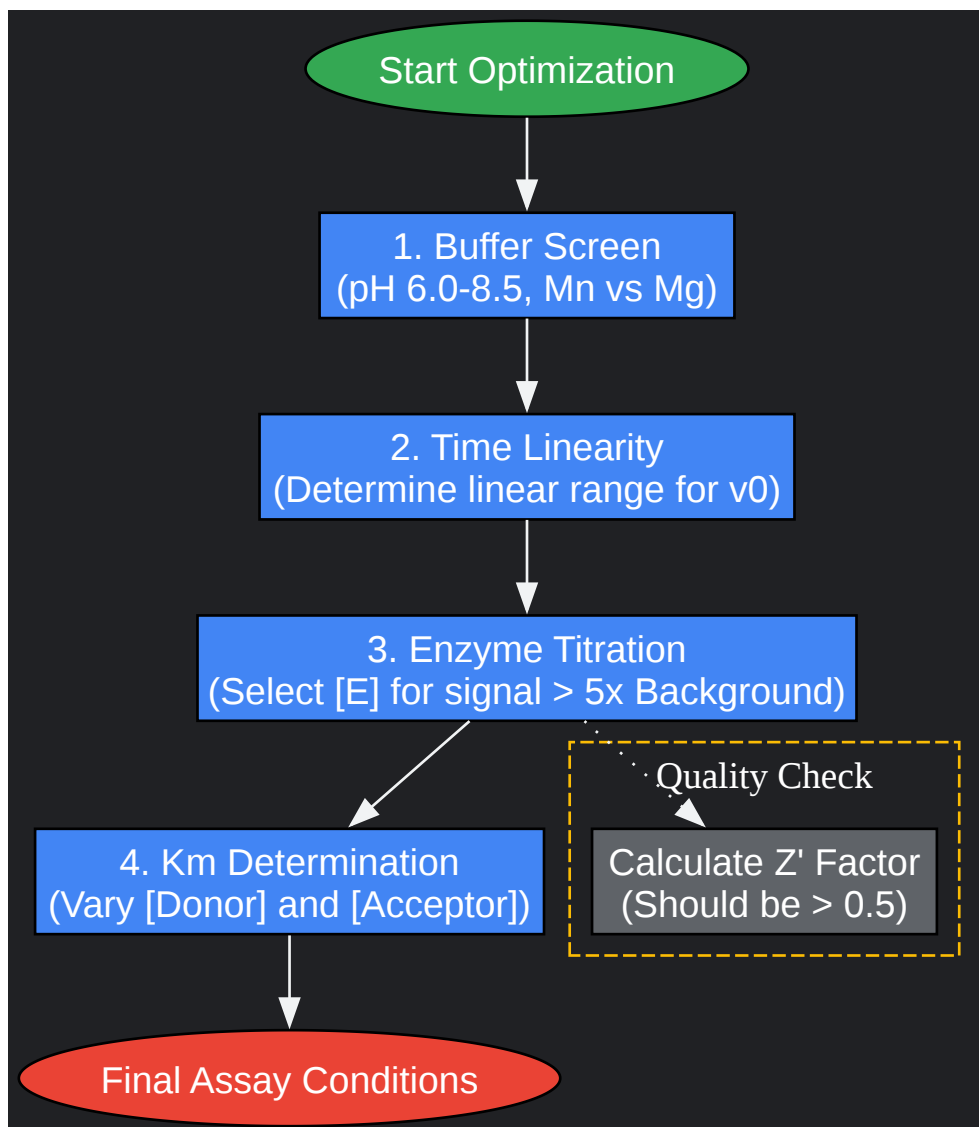 Start Optimization
1. Buffer Screen
(pH 6.0-8.5, Mn vs Mg)
2. Time Linearity
(Determine linear range for v0)
3. Enzyme Titration
(Select [E] for signal > 5x Background)
Quality Check
4. Km Determination
(Vary [Donor] and [Acceptor])
Calculate Z' Factor
(Should be > 0.5)
Final Assay Conditions